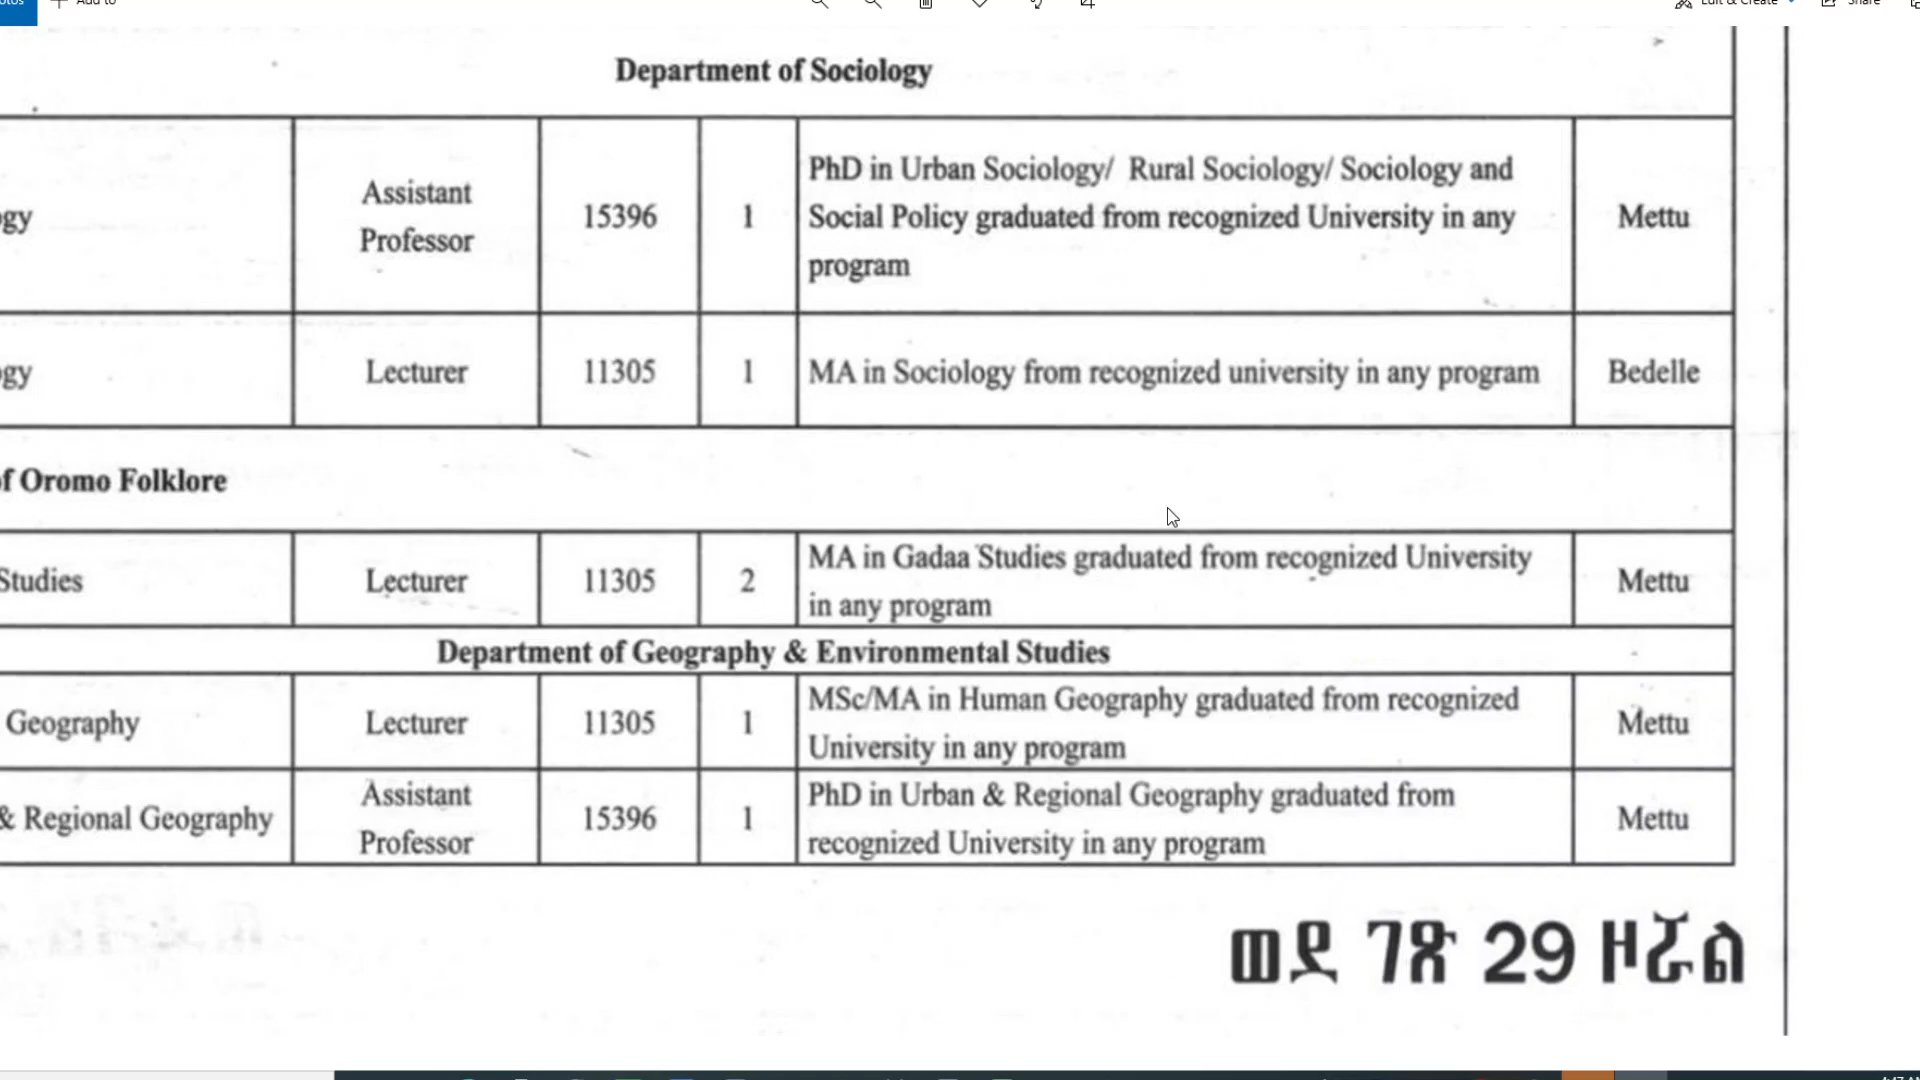 Add to
Edit & Create
Share
Department of Sociology
Assistant
Professor
15396
1
PhD in Urban Sociology/ Rural Sociology/ Sociology and
Social Policy graduated from recognized University in any
program
Mettu
Lecturer
11305
1
MA in Sociology from recognized university in any program
Bedelle
f Oromo Folklore
Studies
Lecturer
11305
2
MA in Gadaa Studies graduated from recognized University
in any program
Mettu
Department of Geography & Environmental Studies
Geography
Lecturer
11305
1
MSc/MA in Human Geography graduated from recognized
University in any program
Mettu
& Regional Geography
Assistant
Professor
15396
1
PhD in Urban & Regional Geography graduated from
recognized University in any program
Mettu
ወደ ገጽ 29 ዞሯል